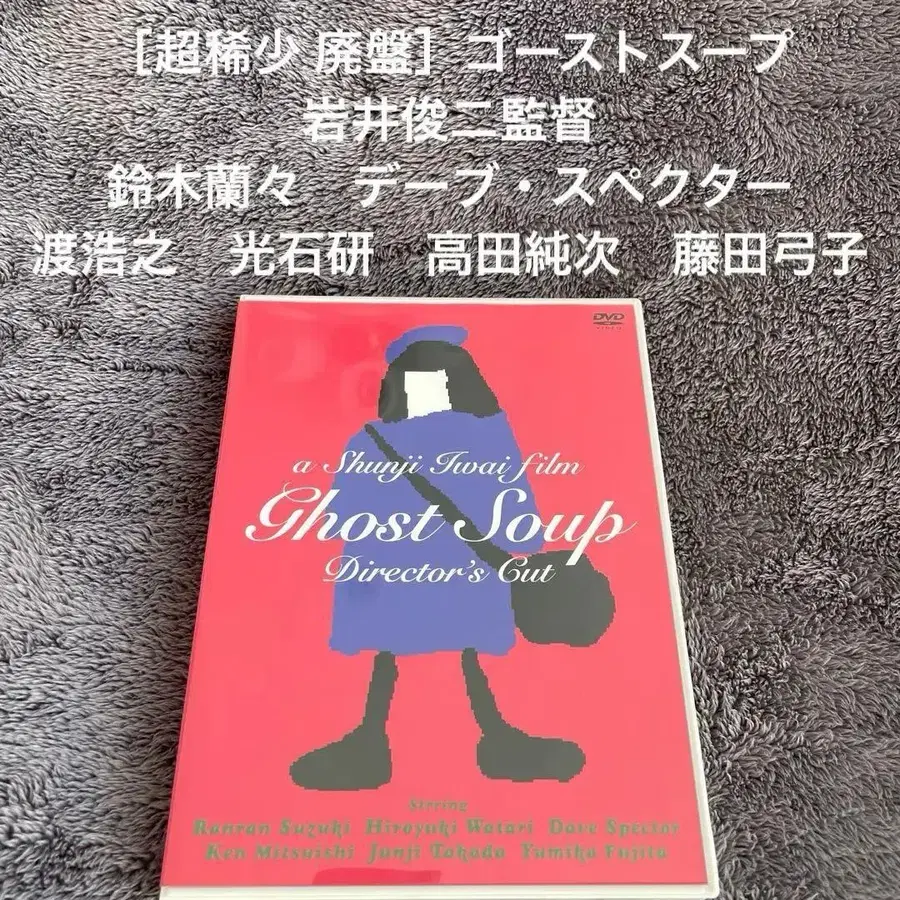 ［超稀少 廃盤］ゴーストスープ
岩井俊二監督
鈴木蘭々　デーブ・スペクター
渡浩之　光石研　高田純次　藤田弓子
DVD
VIDEO
a Shunji Iwai film
Ghost Soup
Director's Cut
Strring
Ranran Suzuki Hiroyuki Watari Dave Spector
Ken Mitsuishi Junji Takada Yumiko Fujita